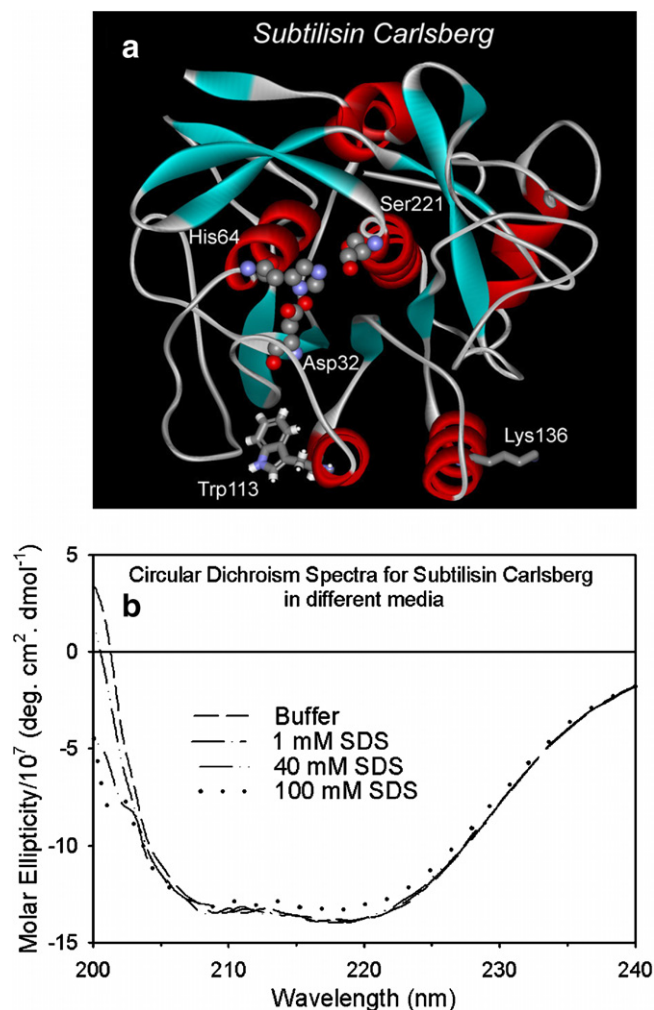 Subtilisin Carlsberg
a
Ser221
His64
Asp32
Lys136
Trp113
Circular Dichroism Spectra for Subtilisin Carlsberg
in different media
b
Buffer
1 mM SDS
40 mM SDS
100 mM SDS
5
0
-5
-10
-15
Molar Ellipticity/10⁷ (deg. cm². dmol⁻¹)
200 210 220 230 240
Wavelength (nm)